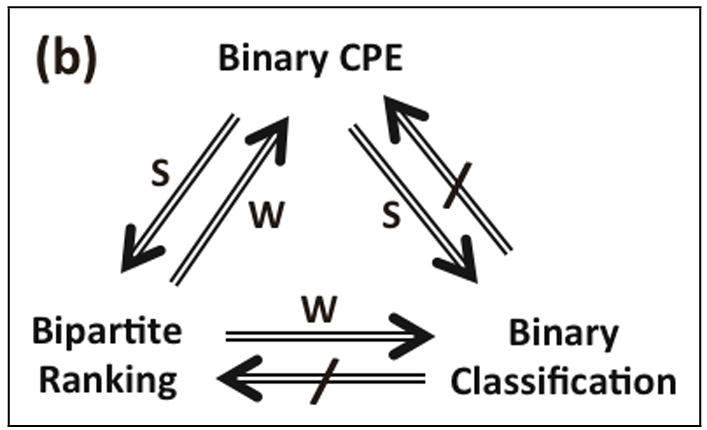 (b)
Binary CPE
S
W
S
W
Bipartite
Ranking
Binary
Classification